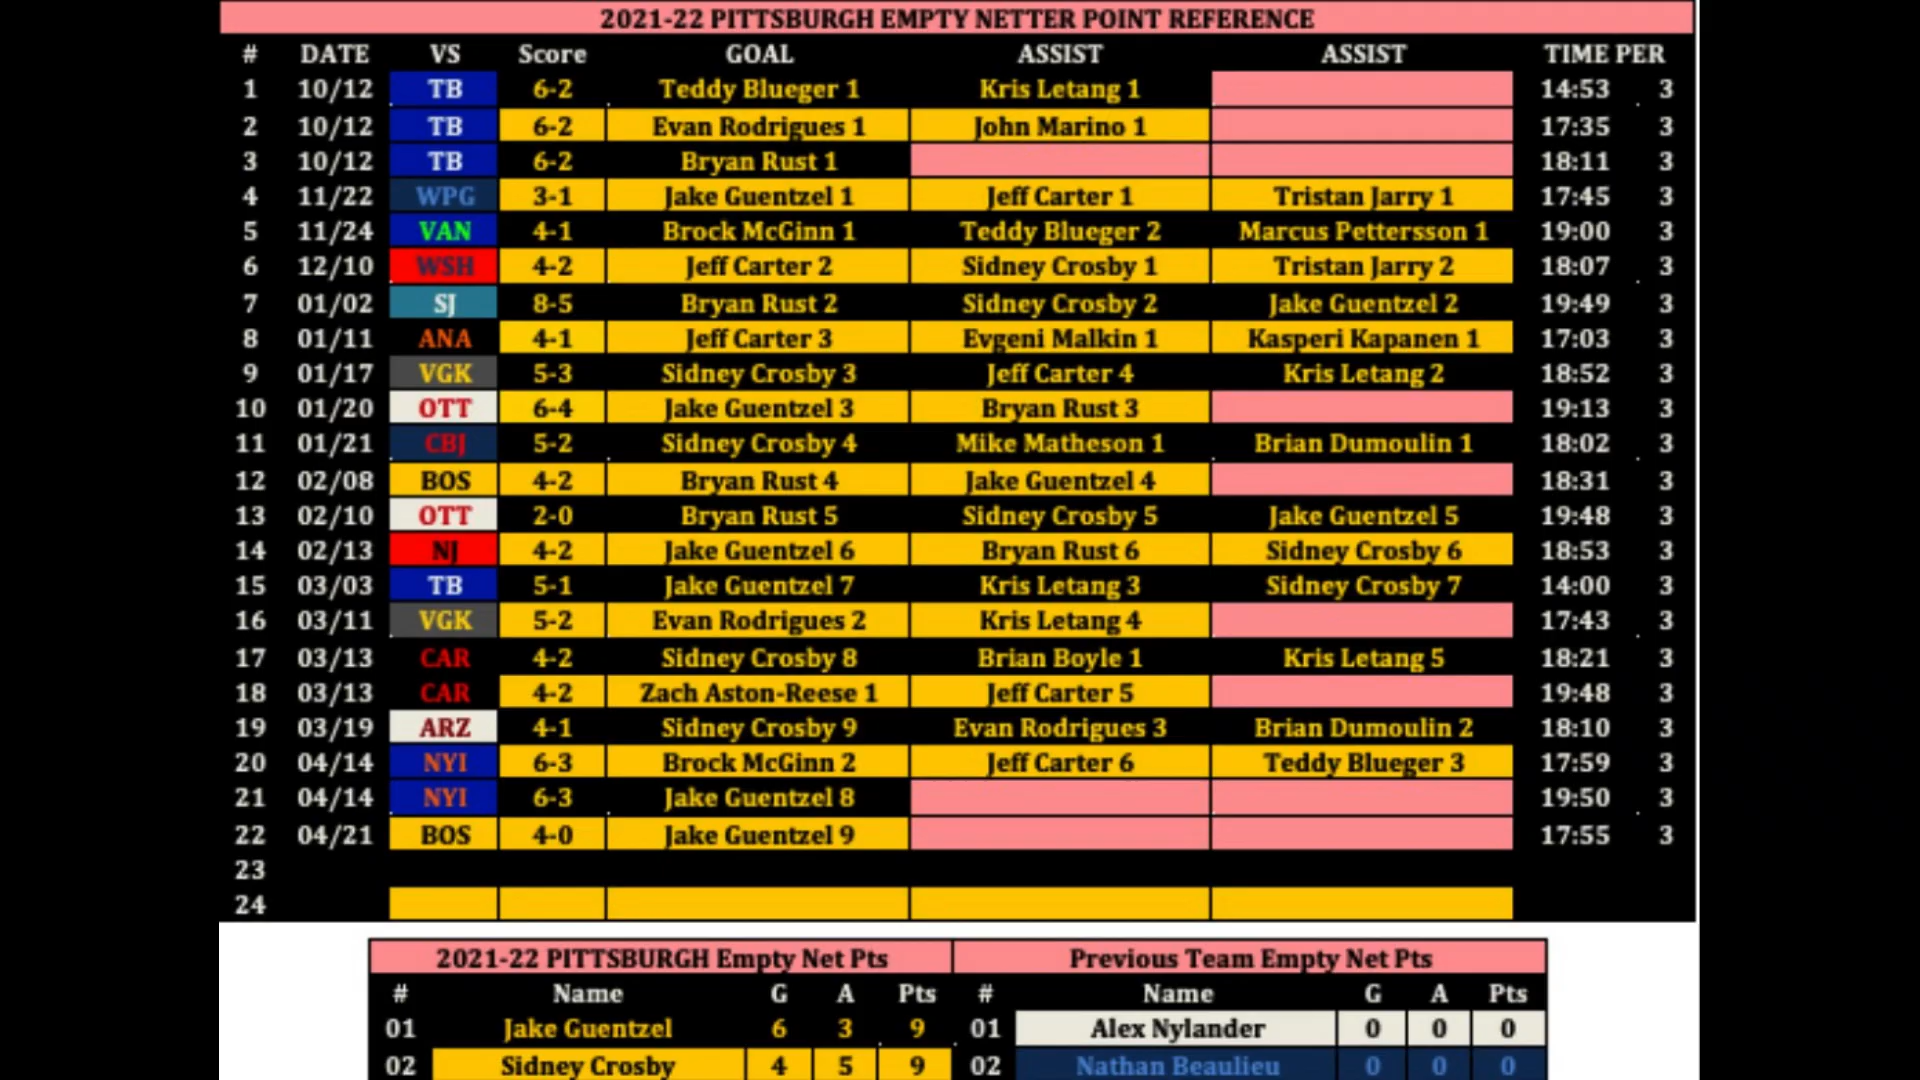 2021-22 PITTSBURGH EMPTY NETTER POINT REFERENCE
# DATE VS Score GOAL ASSIST ASSIST TIME PER
1 10/12 TB 6-2 Teddy Blueger 1 Kris Letang 1 14:53 3
2 10/12 TB 6-2 Evan Rodrigues 1 John Marino 1 17:35 3
3 10/12 TB 6-2 Bryan Rust 1 18:11 3
4 11/22 WPG 3-1 Jake Guentzel 1 Jeff Carter 1 Tristan Jarry 1 17:45 3
5 11/24 VAN 4-1 Brock McGinn 1 Teddy Blueger 2 Marcus Pettersson 1 19:00 3
6 12/10 WSH 4-2 Jeff Carter 2 Sidney Crosby 1 Tristan Jarry 2 18:07 3
7 01/02 SJ 8-5 Bryan Rust 2 Sidney Crosby 2 Jake Guentzel 2 19:49 3
8 01/11 ANA 4-1 Jeff Carter 3 Evgeni Malkin 1 Kasperi Kapanen 1 17:03 3
9 01/17 VGK 5-3 Sidney Crosby 3 Jeff Carter 4 Kris Letang 2 18:52 3
10 01/20 OTT 6-4 Jake Guentzel 3 Bryan Rust 3 19:13 3
11 01/21 CBJ 5-2 Sidney Crosby 4 Mike Matheson 1 Brian Dumoulin 1 18:02 3
12 02/08 BOS 4-2 Bryan Rust 4 Jake Guentzel 4 18:31 3
13 02/10 OTT 2-0 Bryan Rust 5 Sidney Crosby 5 Jake Guentzel 5 19:48 3
14 02/13 NJ 4-2 Jake Guentzel 6 Bryan Rust 6 Sidney Crosby 6 18:53 3
15 03/03 TB 5-1 Jake Guentzel 7 Kris Letang 3 Sidney Crosby 7 14:00 3
16 03/11 VGK 5-2 Evan Rodrigues 2 Kris Letang 4 17:43 3
17 03/13 CAR 4-2 Sidney Crosby 8 Brian Boyle 1 Kris Letang 5 18:21 3
18 03/13 CAR 4-2 Zach Aston-Reese 1 Jeff Carter 5 19:48 3
19 03/19 ARZ 4-1 Sidney Crosby 9 Evan Rodrigues 3 Brian Dumoulin 2 18:10 3
20 04/14 NYI 6-3 Brock McGinn 2 Jeff Carter 6 Teddy Blueger 3 17:59 3
21 04/14 NYI 6-3 Jake Guentzel 8 19:50 3
22 04/21 BOS 4-0 Jake Guentzel 9 17:55 3
23
24
2021-22 PITTSBURGH Empty Net Pts Previous Team Empty Net Pts
# Name G A Pts # Name G A Pts
01 Jake Guentzel 6 3 9 01 Alex Nylander 0 0 0
02 Sidney Crosby 4 5 9 02 Nathan Beaulieu 0 0 0